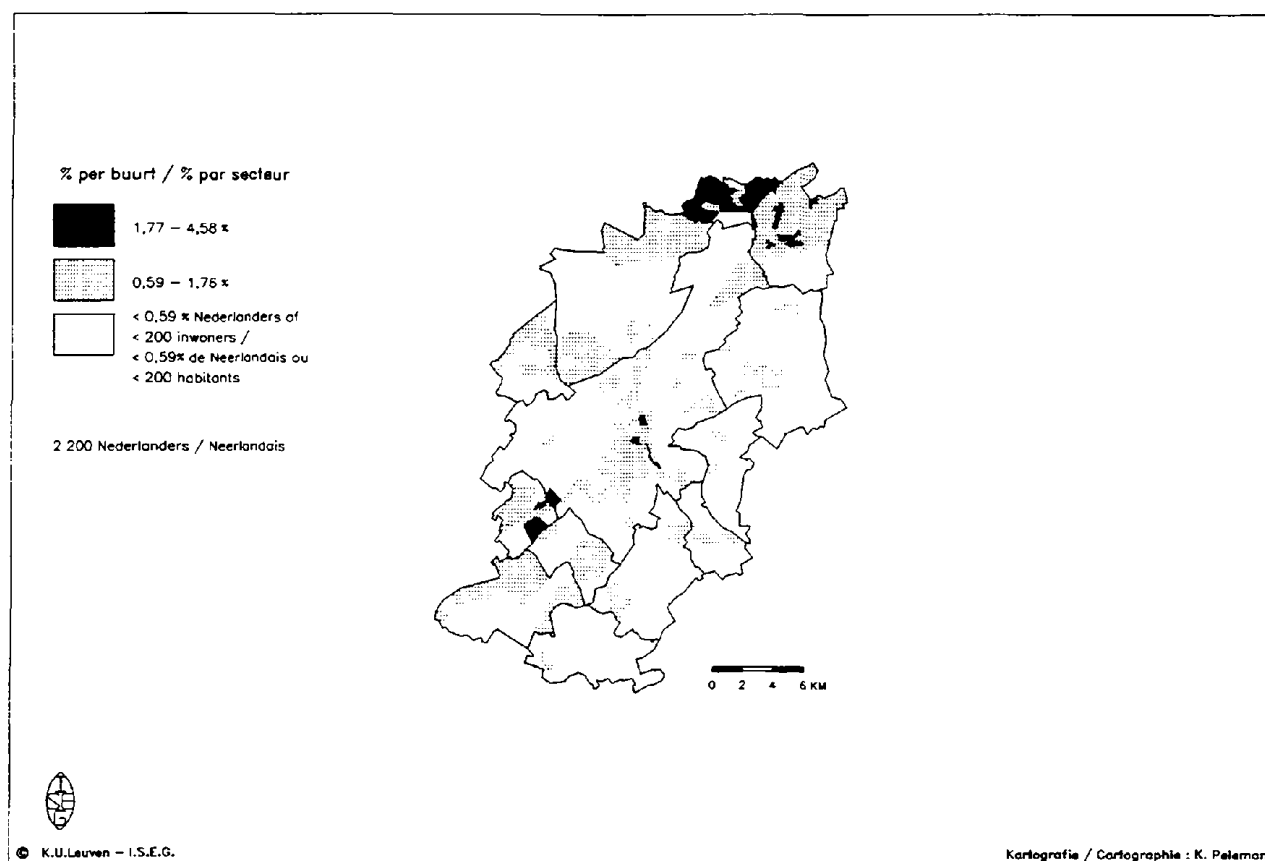 % per buurt / % par secteur
1,77 – 4,58 %
0,59 – 1,76 %
< 0,59 % Nederlanders of
< 200 inwoners /
< 0,59% de Neerlandais ou
< 200 habitants
2 200 Nederlanders / Neerlandais
0 2 4 6 KM
© K.U.Leuven – I.S.E.G.
Kartografie / Cartographie : K. Peleman